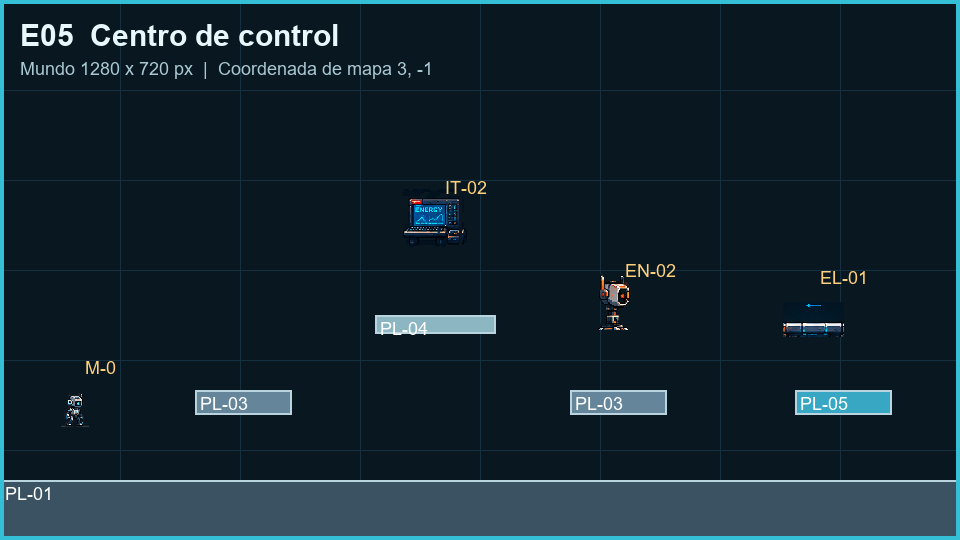 E05  Centro de control
Mundo 1280 x 720 px  |  Coordenada de mapa 3, -1
IT-02
ENERGY
EN-02
EL-01
PL-04
M-0
PL-03
PL-03
PL-05
PL-01